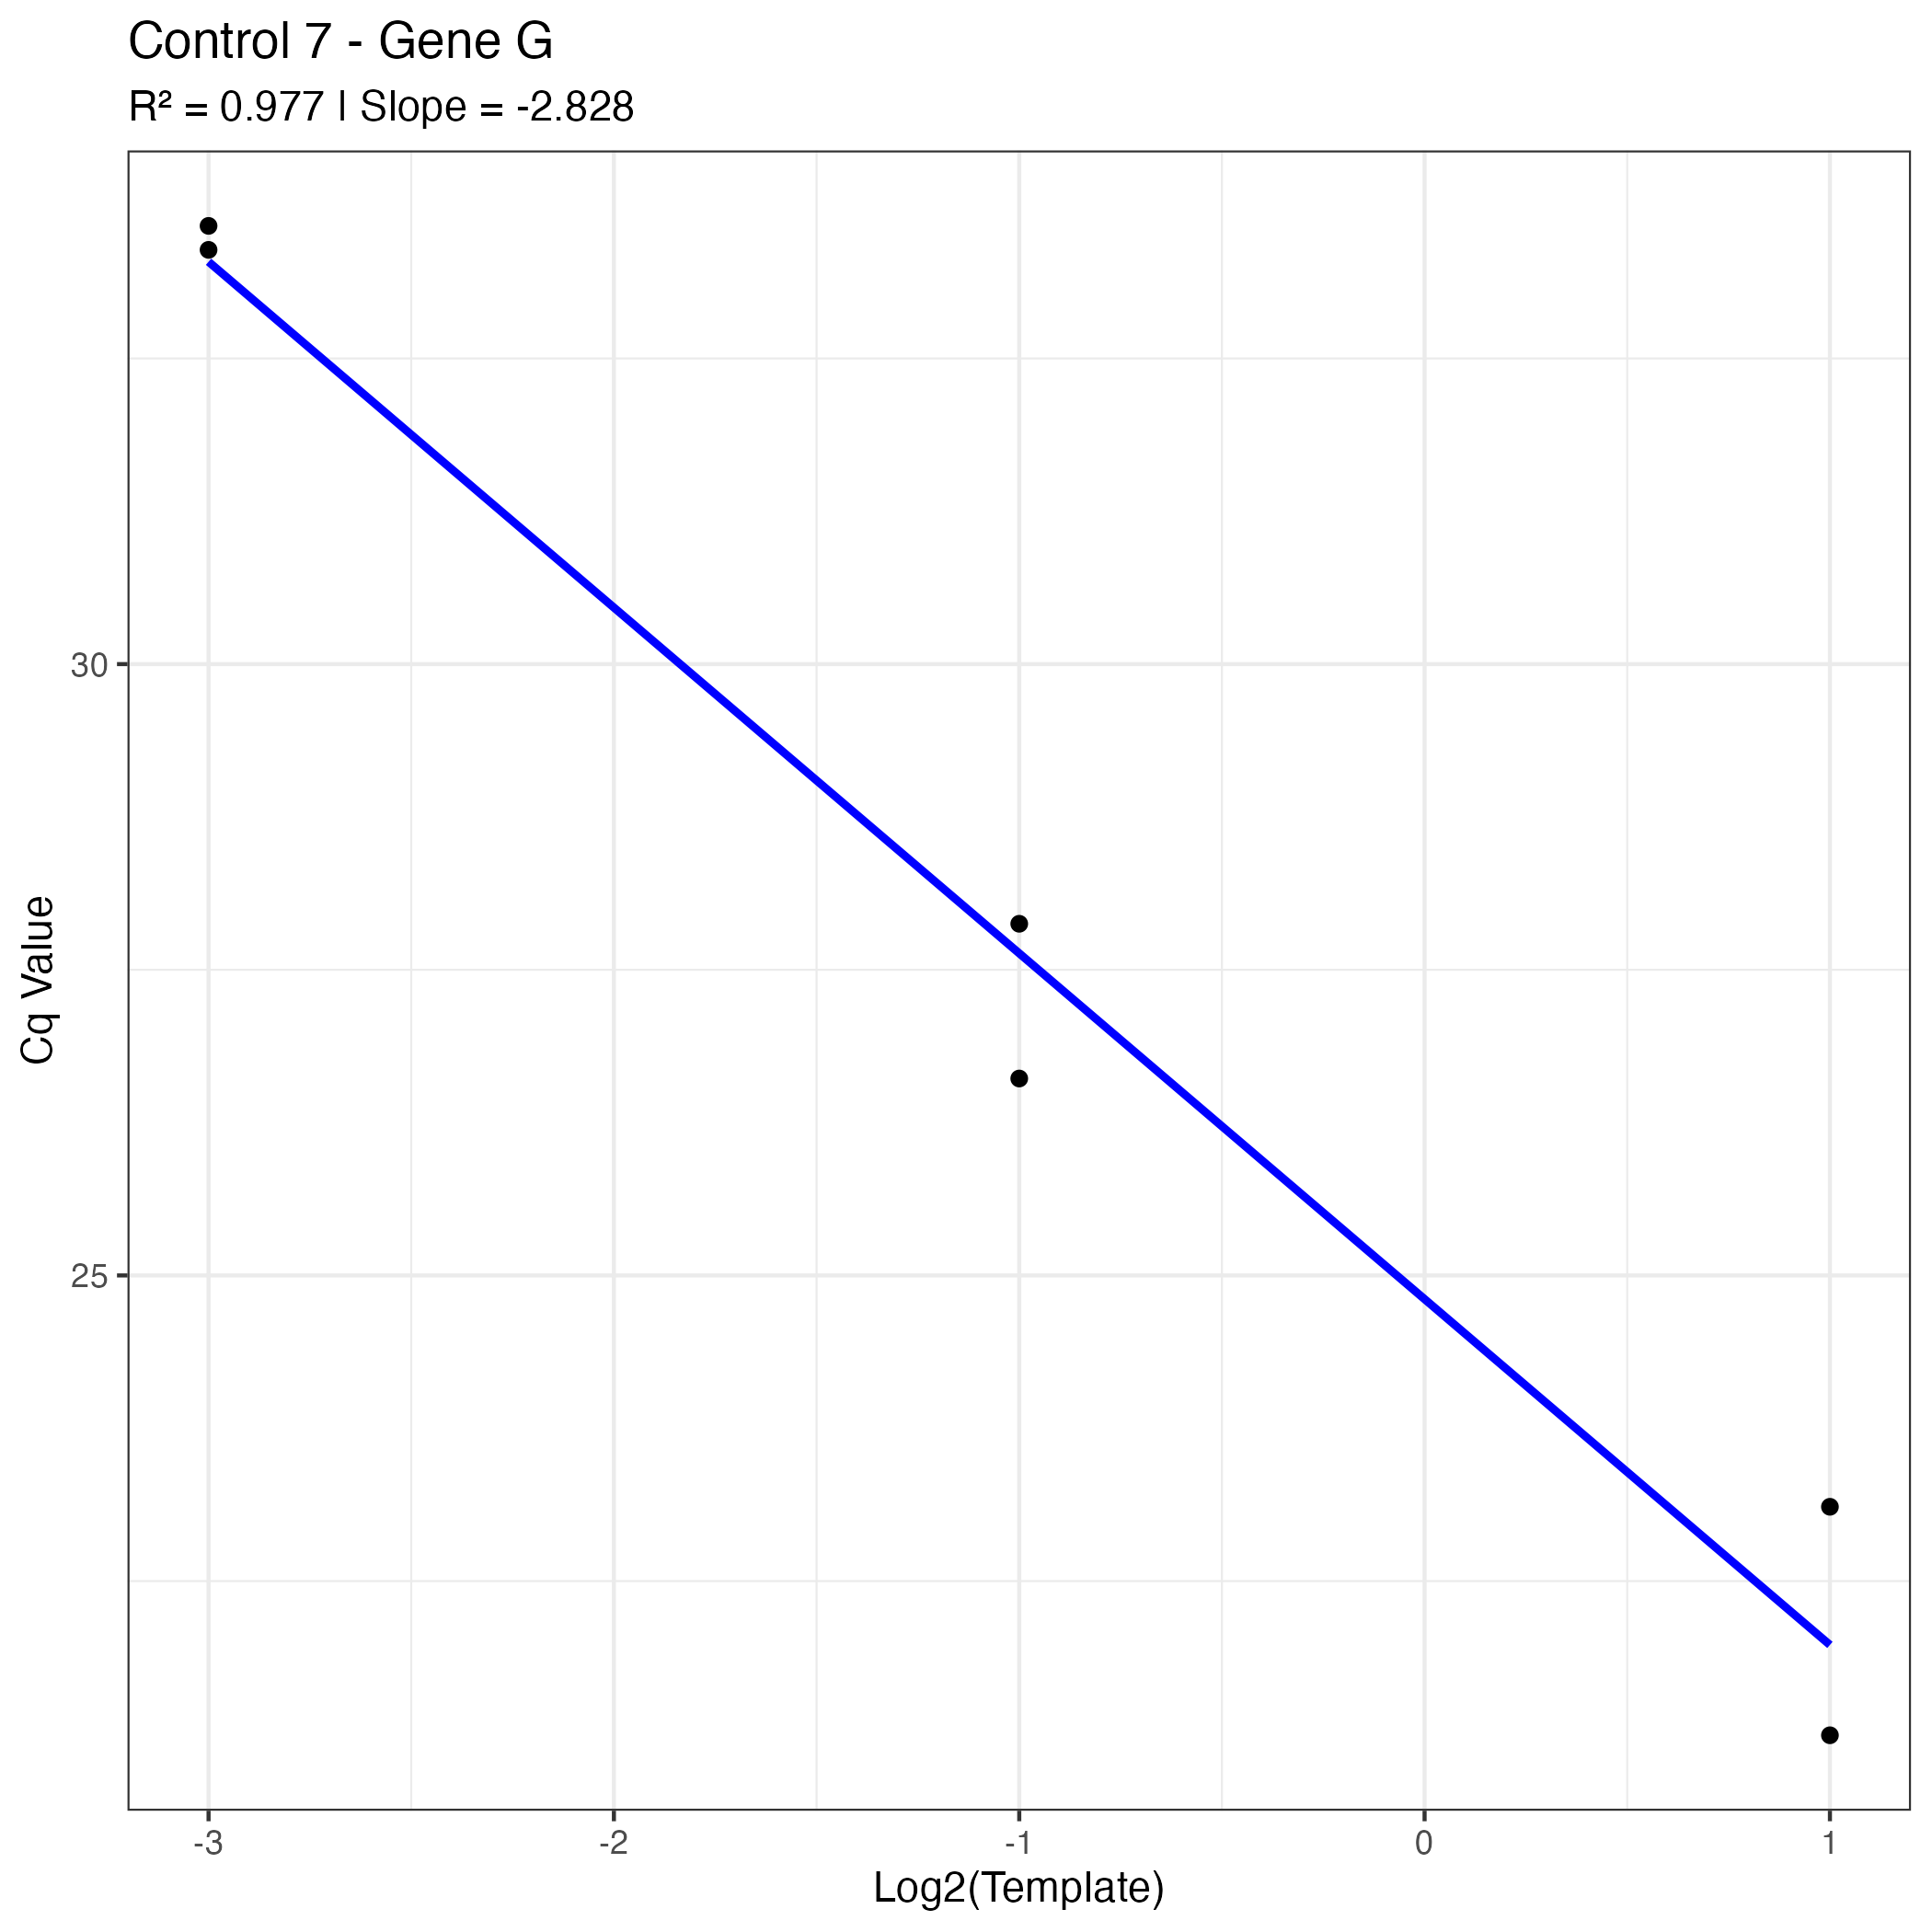 Control 7 - Gene G
R² = 0.977 | Slope = -2.828
30
25
Cq Value
-3
-2
-1
0
1
Log2(Template)